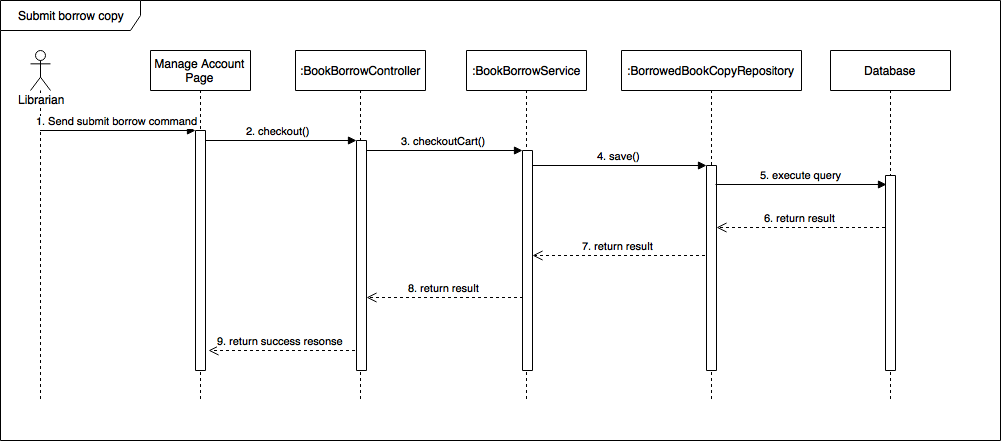 Submit borrow copy
Librarian
Manage Account
Page
:BookBorrowController
:BookBorrowService
:BorrowedBookCopyRepository
Database
1. Send submit borrow command
2. checkout()
3. checkoutCart()
4. save()
5. execute query
6. return result
7. return result
8. return result
9. return success resonse